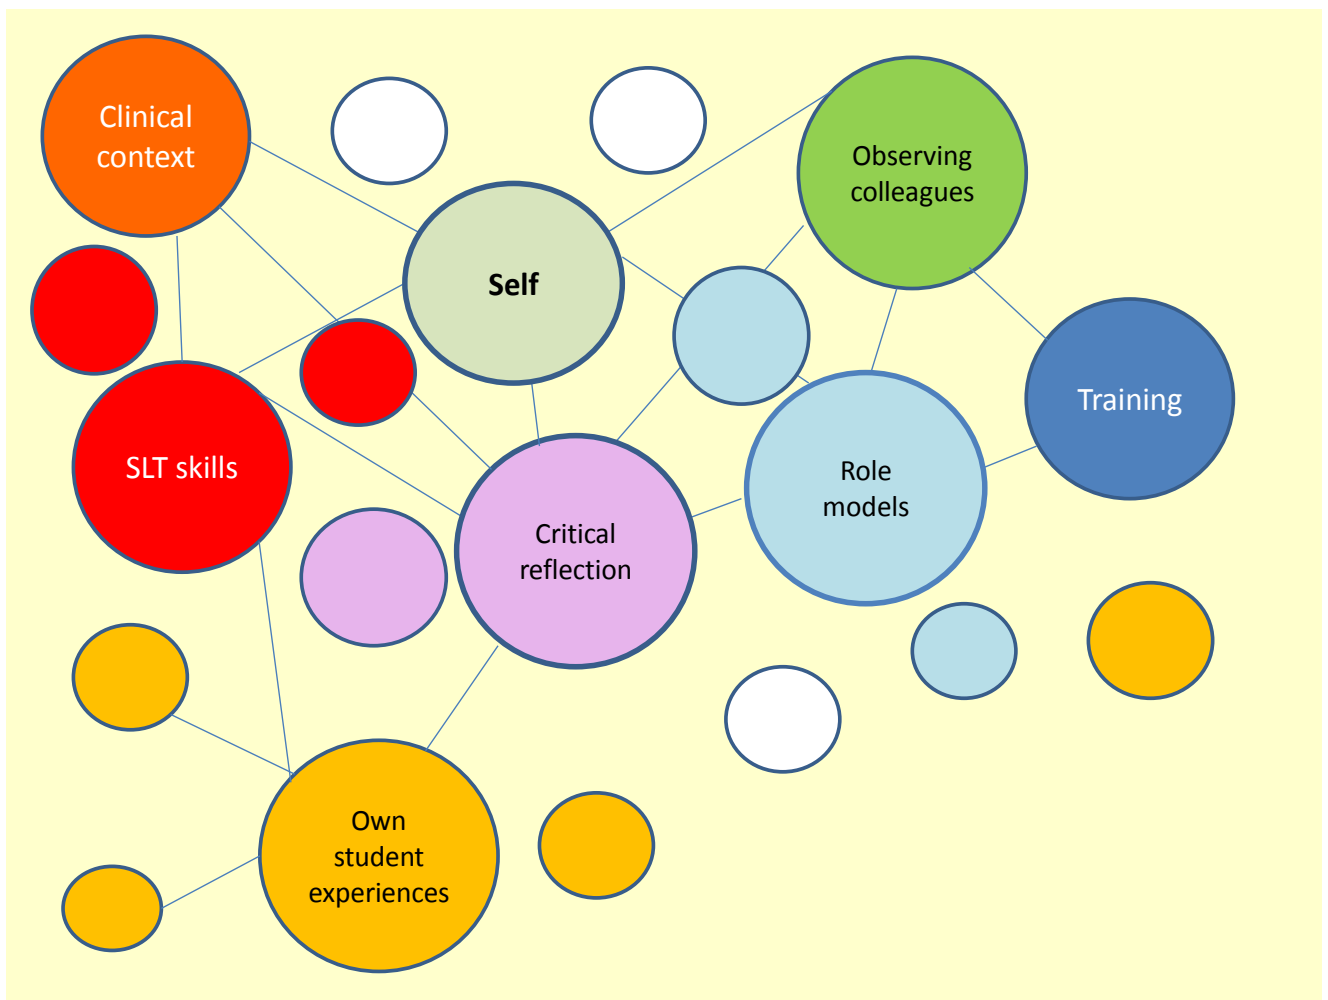 Clinical
context
Observing
colleagues
Self
Training
SLT skills
Role
models
Critical
reflection
Own
student
experiences